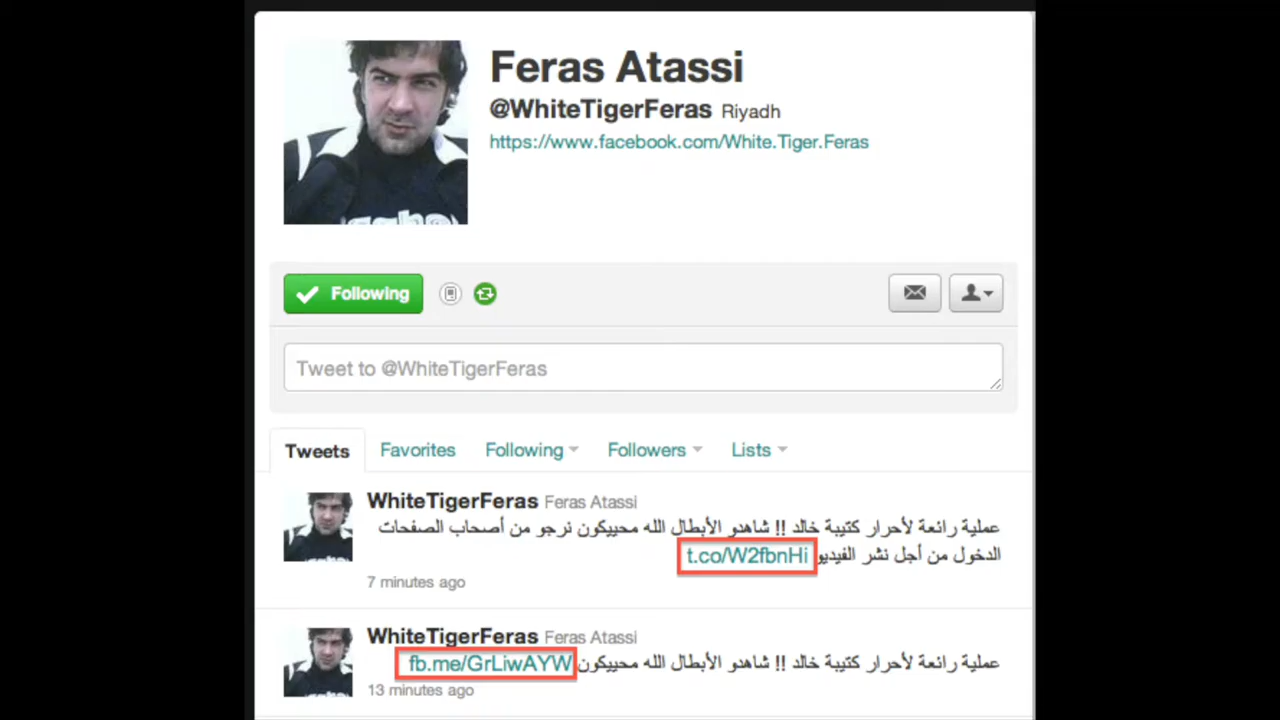 Feras Atassi
@WhiteTigerFeras Riyadh
https://www.facebook.com/White.Tiger.Feras
Following
Tweet to @WhiteTigerFeras
Tweets Favorites Following Followers Lists
WhiteTigerFeras Feras Atassi
عملية رائعة لأحرار كتيبة خالد !! شاهدو الأبطال الله محييكون نرجو من أصحاب الصفحات
الدخول من أجل نشر الفيديو t.co/W2fbnHi
7 minutes ago
WhiteTigerFeras Feras Atassi
عملية رائعة لأحرار كتيبة خالد !! شاهدو الأبطال الله محييكون fb.me/GrLiwAYW
13 minutes ago